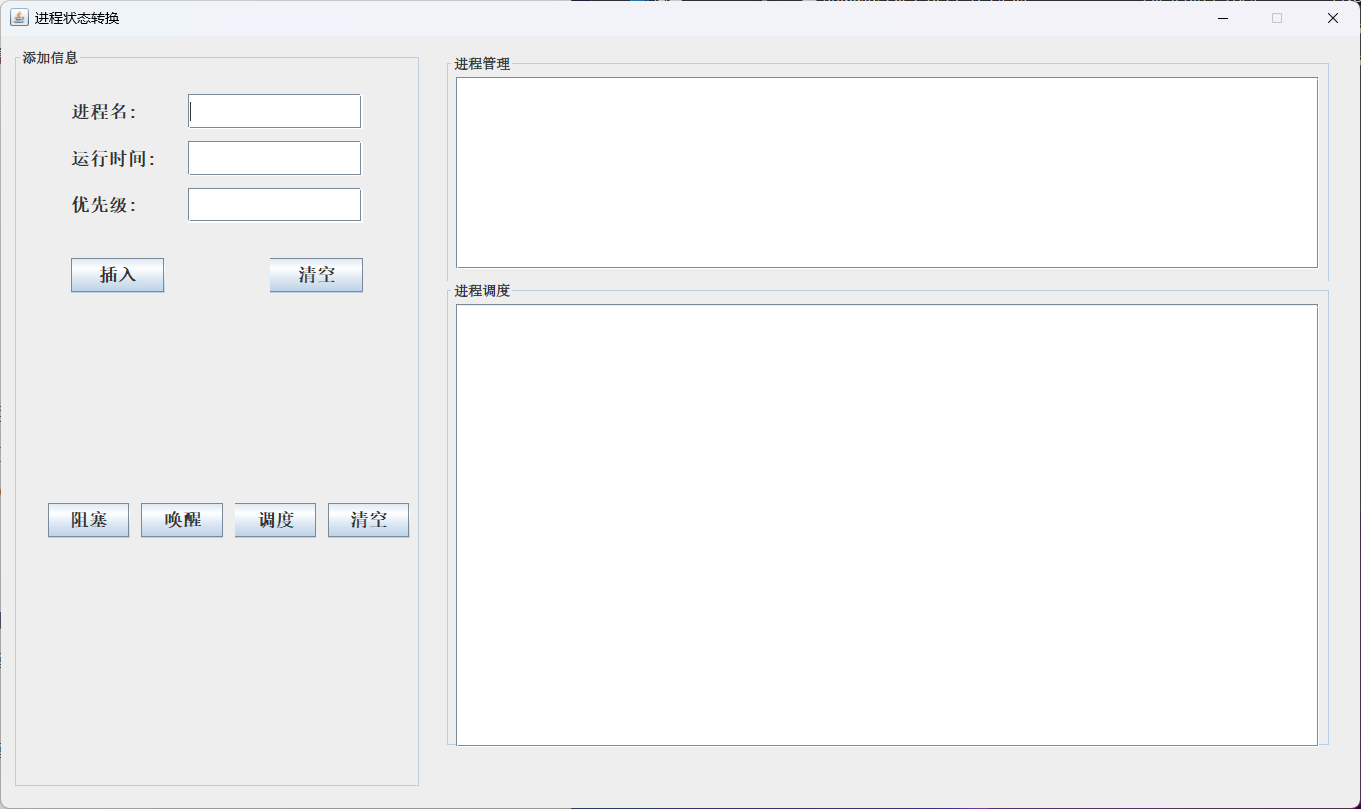 进程状态转换
添加信息
进程名:
运行时间:
优先级:
插入
清空
阻塞
唤醒
调度
清空
进程管理
进程调度